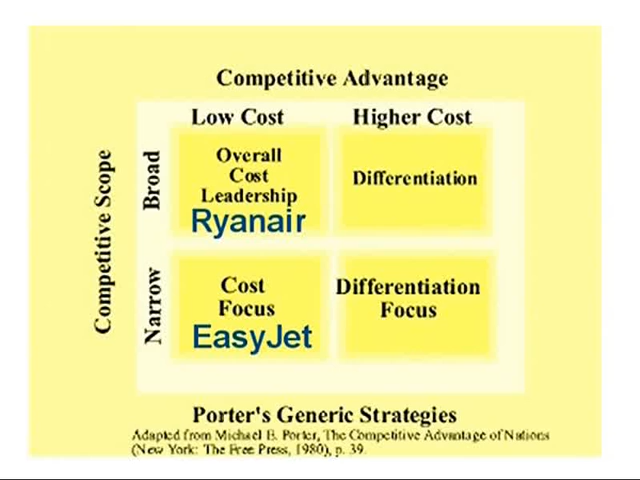 Competitive Advantage
Low Cost Higher Cost
Competitive Scope
Broad
Overall
Cost
Leadership
Ryanair
Differentiation
Narrow
Cost
Focus
EasyJet
Differentiation
Focus
Porter's Generic Strategies
Adapted from Michael E. Porter, The Competitive Advantage of Nations
(New York: The Free Press, 1980), p. 39.